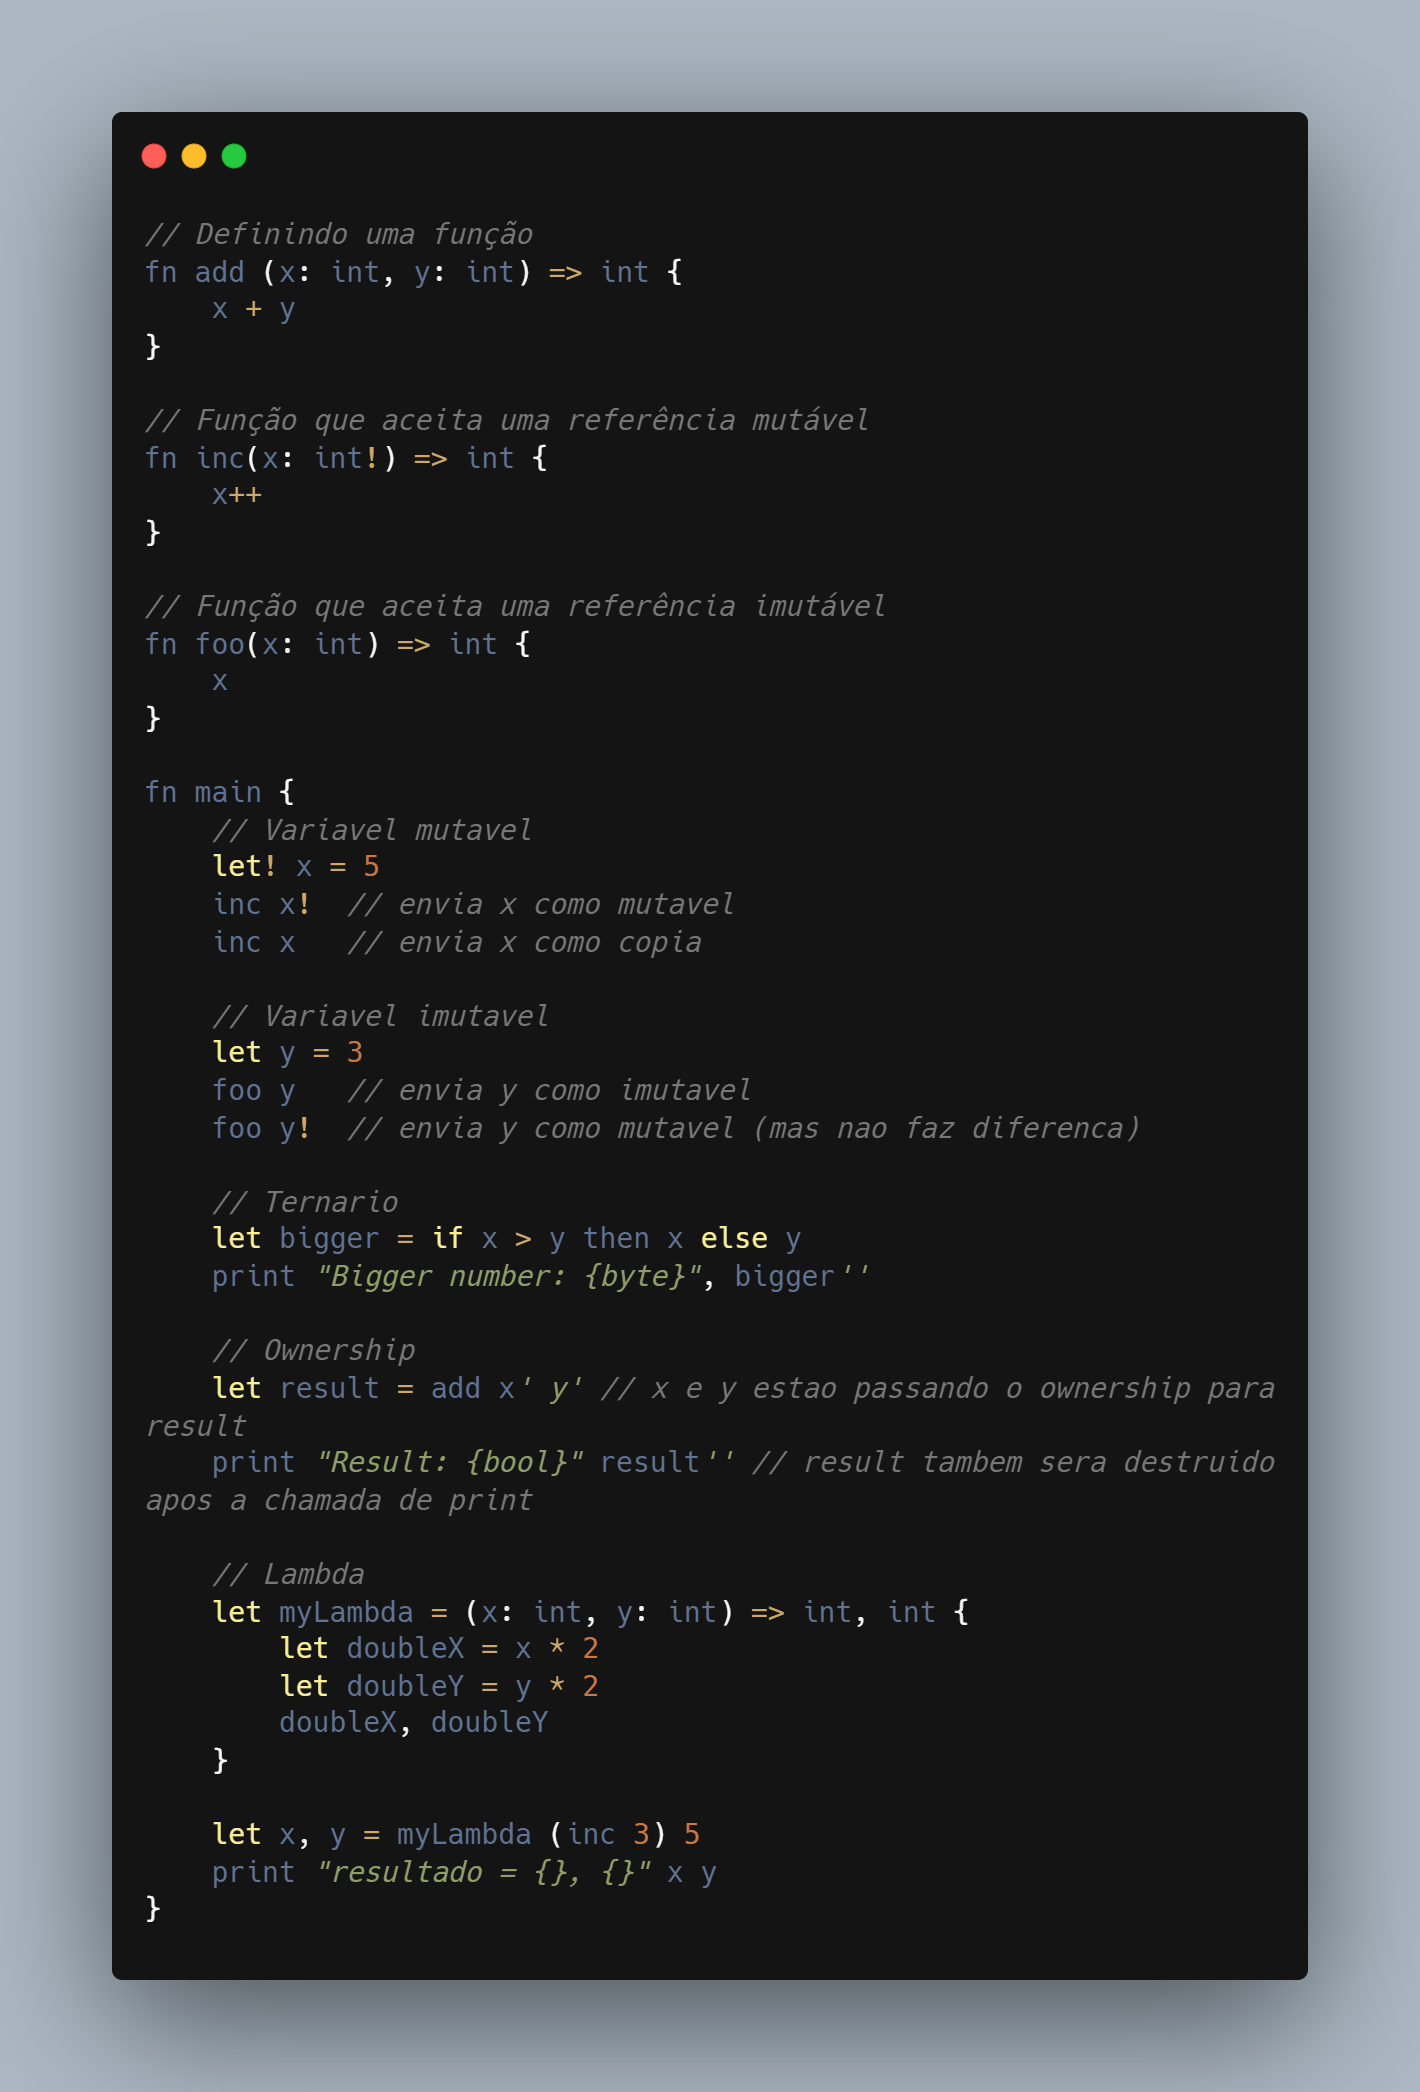 // Definindo uma função
fn add (x: int, y: int) => int {
    x + y
}

// Função que aceita uma referência mutável
fn inc(x: int!) => int {
    x++
}

// Função que aceita uma referência imutável
fn foo(x: int) => int {
    x
}

fn main {
    // Variavel mutavel
    let! x = 5
    inc x!  // envia x como mutavel
    inc x   // envia x como copia

    // Variavel imutavel
    let y = 3
    foo y   // envia y como imutavel
    foo y!  // envia y como mutavel (mas nao faz diferenca)

    // Ternario
    let bigger = if x > y then x else y
    print "Bigger number: {byte}", bigger''

    // Ownership
    let result = add x' y' // x e y estao passando o ownership para
result
    print "Result: {bool}" result'' // result tambem sera destruido
apos a chamada de print

    // Lambda
    let myLambda = (x: int, y: int) => int, int {
        let doubleX = x * 2
        let doubleY = y * 2
        doubleX, doubleY
    }

    let x, y = myLambda (inc 3) 5
    print "resultado = {}, {}" x y
}